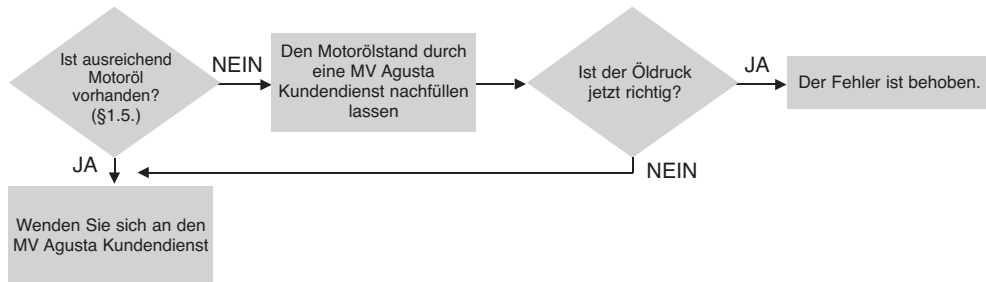 Ist ausreichend
Motoröl
vorhanden?
(§1.5.)
NEIN
Den Motorölstand durch
eine MV Agusta
Kundendienst nachfüllen
lassen
Ist der Öldruck
jetzt richtig?
JA
Der Fehler ist behoben.
JA
NEIN
Wenden Sie sich an den
MV Agusta Kundendienst